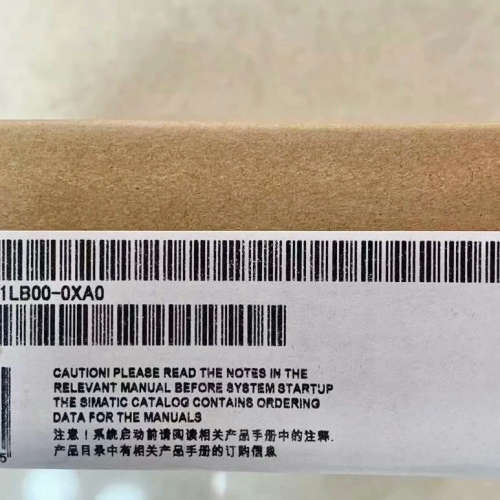 1LB00-0XA0
CAUTION! PLEASE READ THE NOTES IN THE
RELEVANT MANUAL BEFORE SYSTEM STARTUP
THE SIMATIC CATALOG CONTAINS ORDERING
DATA FOR THE MANUALS
注意！系统启动前请阅读相关产品手册中的注释.
产品目录中有相关产品手册的订购信息
5